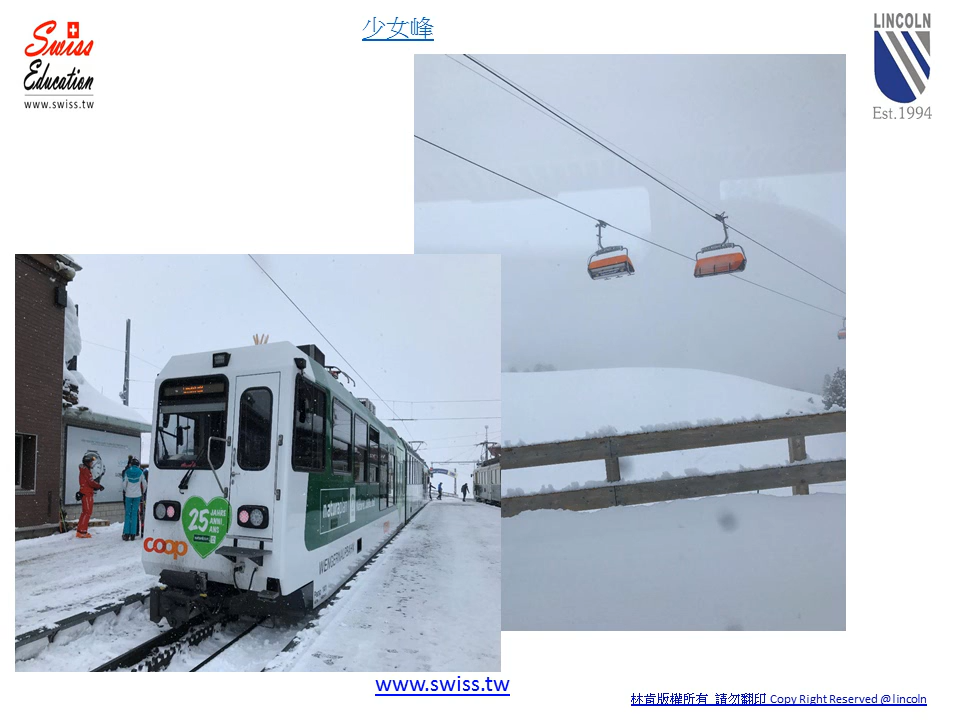 Swiss
Education
www.swiss.tw
少女峰
LINCOLN
Est.1994
25
JAHRE
ANNI
ANS
coop
naturaplan
WENGERNALPBAHN
www.swiss.tw
林肯版權所有 請勿翻印 Copy Right Reserved @lincoln